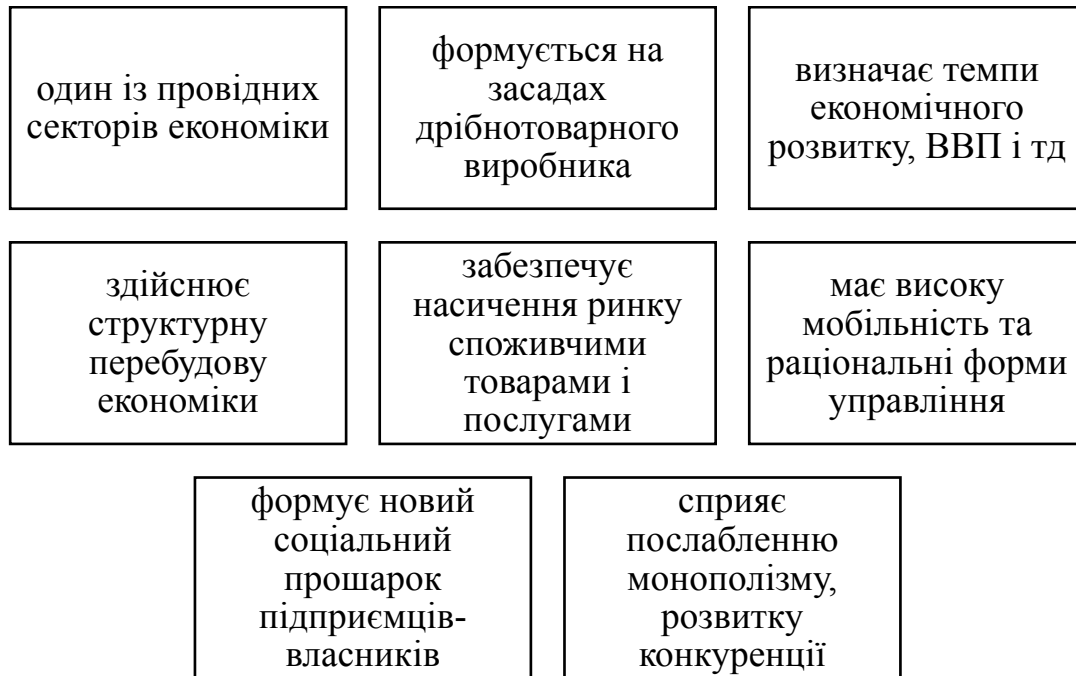 один із провідних
секторів економіки
формується на
засадах
дрібнотоварного
виробника
визначає темпи
економічного
розвитку, ВВП і тд
здійснює
структурну
перебудову
економіки
забезпечує
насичення ринку
споживчими
товарами і
послугами
має високу
мобільність та
раціональні форми
управління
формує новий
соціальний
прошарок
підприємців-
власників
сприяє
послабленню
монополізму,
розвитку
конкуренції